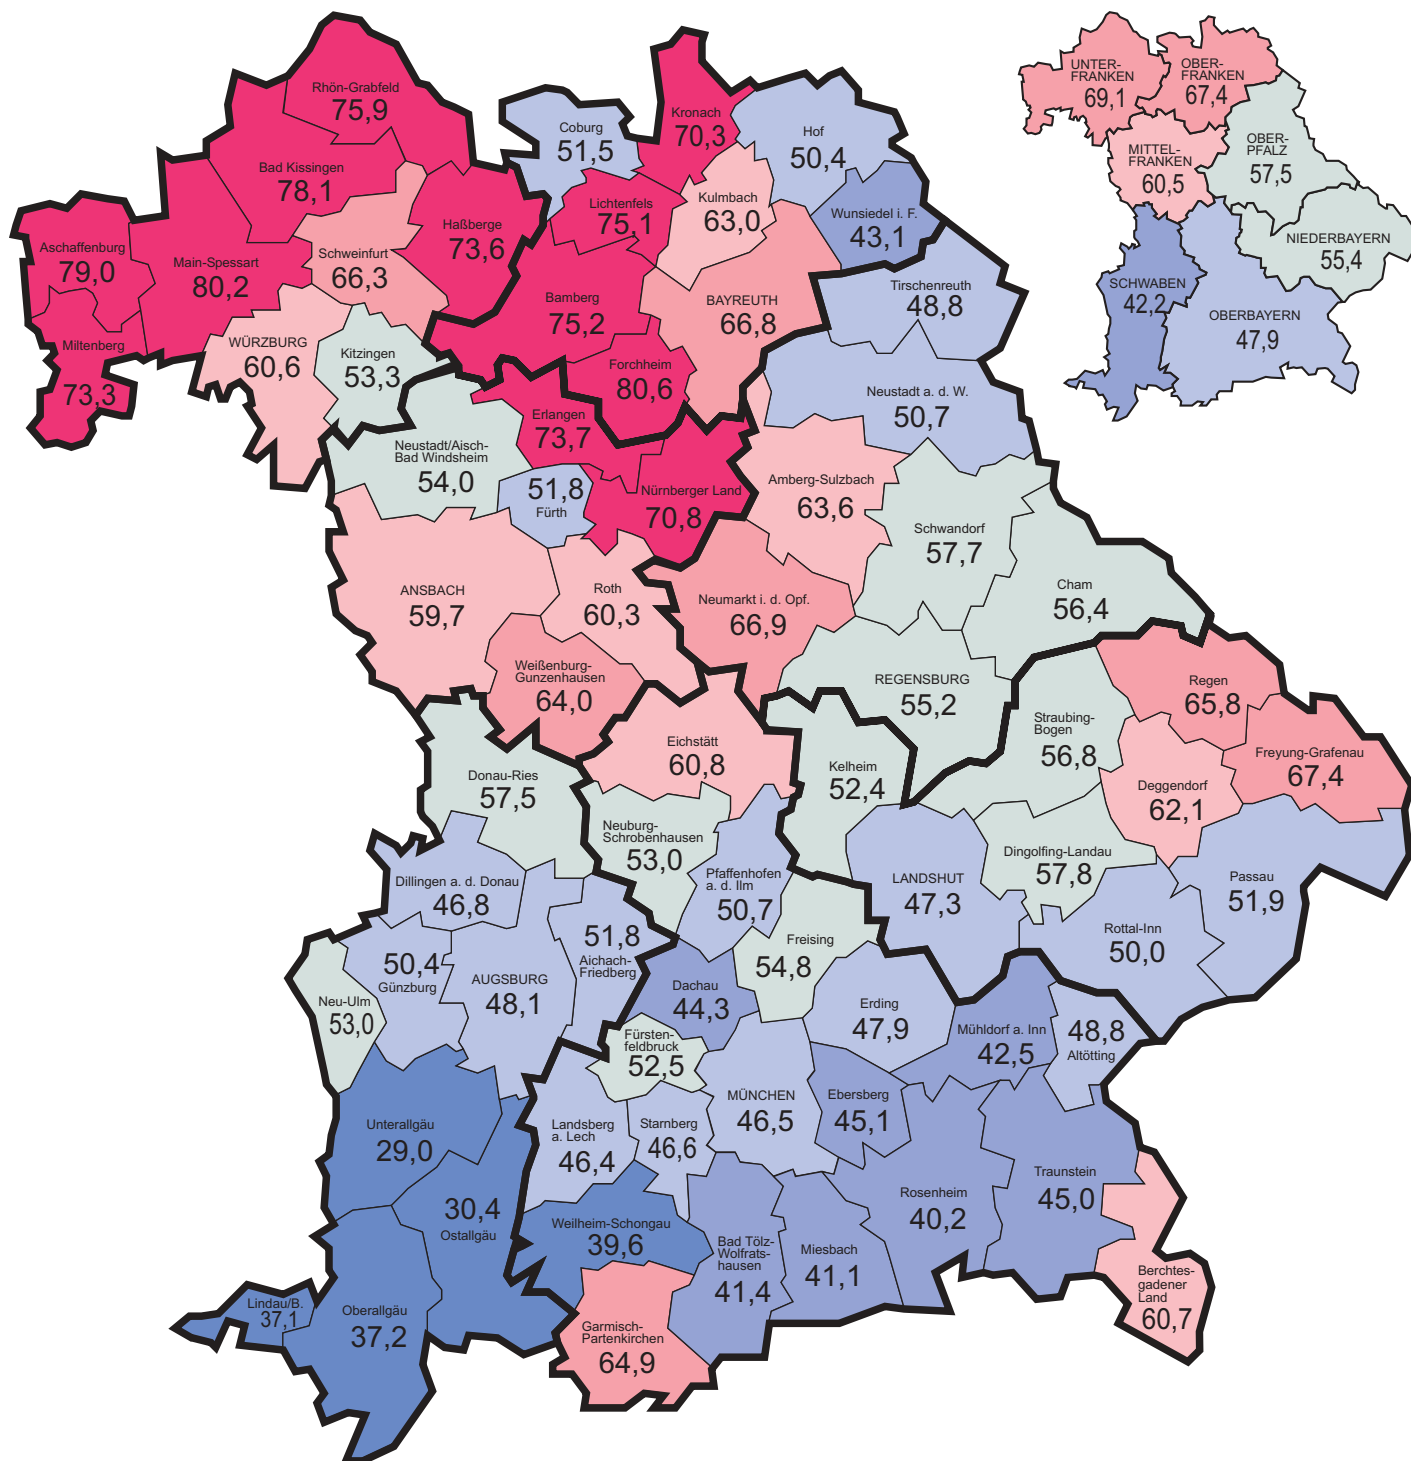 Rhön-Grabfeld
75,9
Bad Kissingen
78,1
Aschaffenburg
79,0
Main-Spessart
80,2
Miltenberg
73,3
Schweinfurt
66,3
Haßberge
73,6
WÜRZBURG
60,6
Kitzingen
53,3
Coburg
51,5
Kronach
70,3
Hof
50,4
Lichtenfels
75,1
Kulmbach
63,0
Wunsiedel i. F.
43,1
Bamberg
75,2
BAYREUTH
66,8
Forchheim
80,6
Tirschenreuth
48,8
Neustadt a. d. W.
50,7
Erlangen
73,7
Neustadt/Aisch-
Bad Windsheim
54,0
51,8
Fürth
Nürnberger Land
70,8
Amberg-Sulzbach
63,6
Schwandorf
57,7
Cham
56,4
ANSBACH
59,7
Roth
60,3
Neumarkt i. d. Opf.
66,9
Weißenburg-
Gunzenhausen
64,0
REGENSBURG
55,2
Regen
65,8
Straubing-
Bogen
56,8
Freyung-Grafenau
67,4
Deggendorf
62,1
Eichstätt
60,8
Kelheim
52,4
Donau-Ries
57,5
Neuburg-
Schrobenhausen
53,0
Dingolfing-Landau
57,8
Passau
51,9
Pfaffenhofen
a. d. Ilm
50,7
LANDSHUT
47,3
Rottal-Inn
50,0
Dillingen a. d. Donau
46,8
51,8
Aichach-
Friedberg
Freising
54,8
50,4
Günzburg
AUGSBURG
48,1
Neu-Ulm
53,0
Dachau
44,3
Erding
47,9
Mühldorf a. Inn
42,5
48,8
Altötting
Fürsten-
feldbruck
52,5
MÜNCHEN
46,5
Ebersberg
45,1
Unterallgäu
29,0
Landsberg
a. Lech
46,4
Starnberg
46,6
Rosenheim
40,2
Traunstein
45,0
30,4
Ostallgäu
Weilheim-Schongau
39,6
Bad Tölz-
Wolfrats-
hausen
41,4
Miesbach
41,1
Berchtes-
gadener
Land
60,7
Lindau/B.
37,1
Oberallgäu
37,2
Garmisch-
Partenkirchen
64,9
UNTER-
FRANKEN
69,1
OBER-
FRANKEN
67,4
MITTEL-
FRANKEN
60,5
OBER-
PFALZ
57,5
NIEDERBAYERN
55,4
SCHWABEN
42,2
OBERBAYERN
47,9